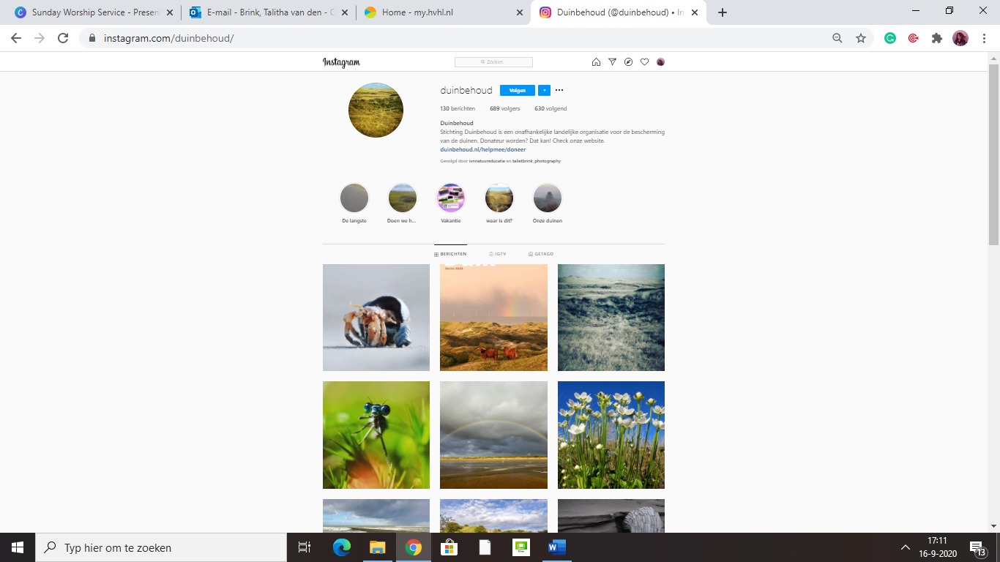 Sunday Worship Service - Present
E-mail - Brink, Talitha van den - O
Home - my.hvhl.nl
Duinbehoud (@duinbehoud) • In
instagram.com/duinbehoud/
Instagram
Zoeken
duinbehoud
Volgen
130 berichten 689 volgers 630 volgend
Duinbehoud
Stichting Duinbehoud is een onafhankelijke landelijke organisatie voor de bescherming
van de duinen. Donateur worden? Dat kan! Check onze website.
duinbehoud.nl/helpmee/doneer
Gevolgd door ivnnatuureducatie en talietbrink_photography
De langste
Doen we h...
Vakantie
waar is dit?
Onze duinen
BERICHTEN
IGTV
GETAGD
Typ hier om te zoeken
17:11
16-9-2020
13